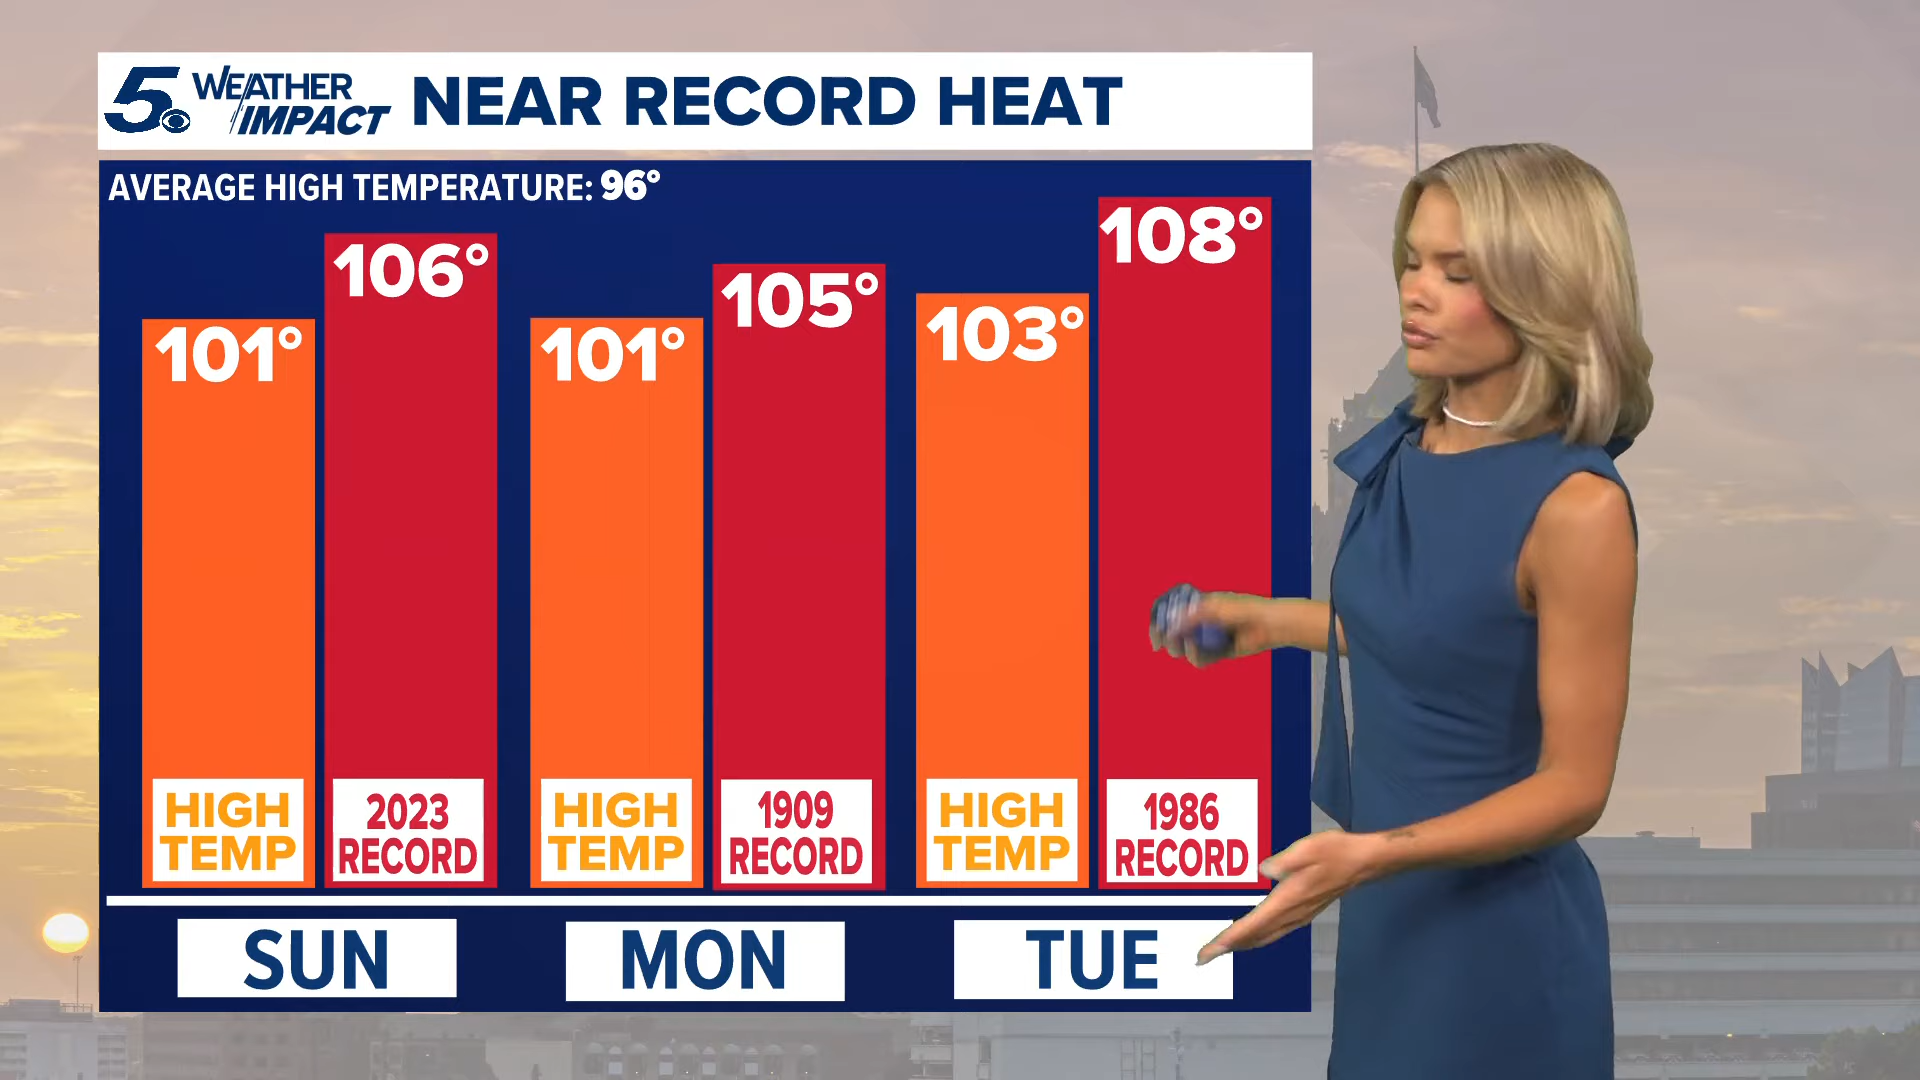 5 WEATHER IMPACT NEAR RECORD HEAT
AVERAGE HIGH TEMPERATURE: 96°
101°
106°
101°
105°
103°
108°
HIGH
TEMP
2023
RECORD
HIGH
TEMP
1909
RECORD
HIGH
TEMP
1986
RECORD
SUN
MON
TUE